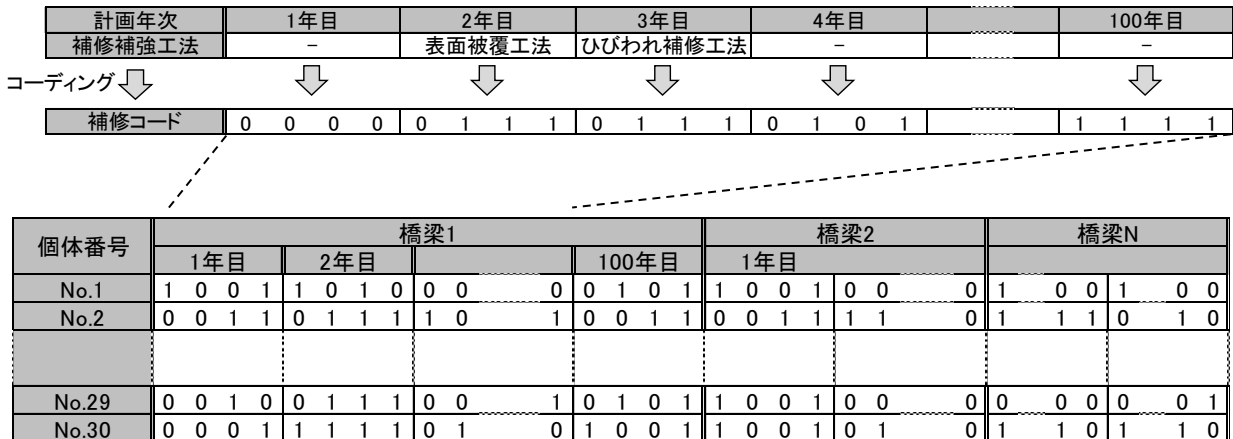 計画年次 1年目 2年目 3年目 4年目 100年目
補修補強工法 − 表面被覆工法 ひびわれ補修工法 − −
コーディング
補修コード 0 0 0 0 0 1 1 1 0 1 1 1 0 1 0 1 1 1 1 1
個体番号 橋梁1 橋梁2 橋梁N
1年目 2年目 100年目 1年目
No.1 1 0 0 1 1 0 1 0 0 0 0 0 1 0 1 1 0 0 1 0 0 0 1 0 0 1 0 0
No.2 0 0 1 1 0 1 1 1 1 0 1 0 0 1 1 0 0 1 1 1 1 0 1 1 1 0 1 0
No.29 0 0 1 0 0 1 1 1 0 0 1 0 1 0 1 1 0 0 1 0 0 0 0 0 0 0 0 1
No.30 0 0 0 1 1 1 1 1 0 1 0 1 0 0 1 1 0 0 1 0 1 0 1 1 0 1 1 0